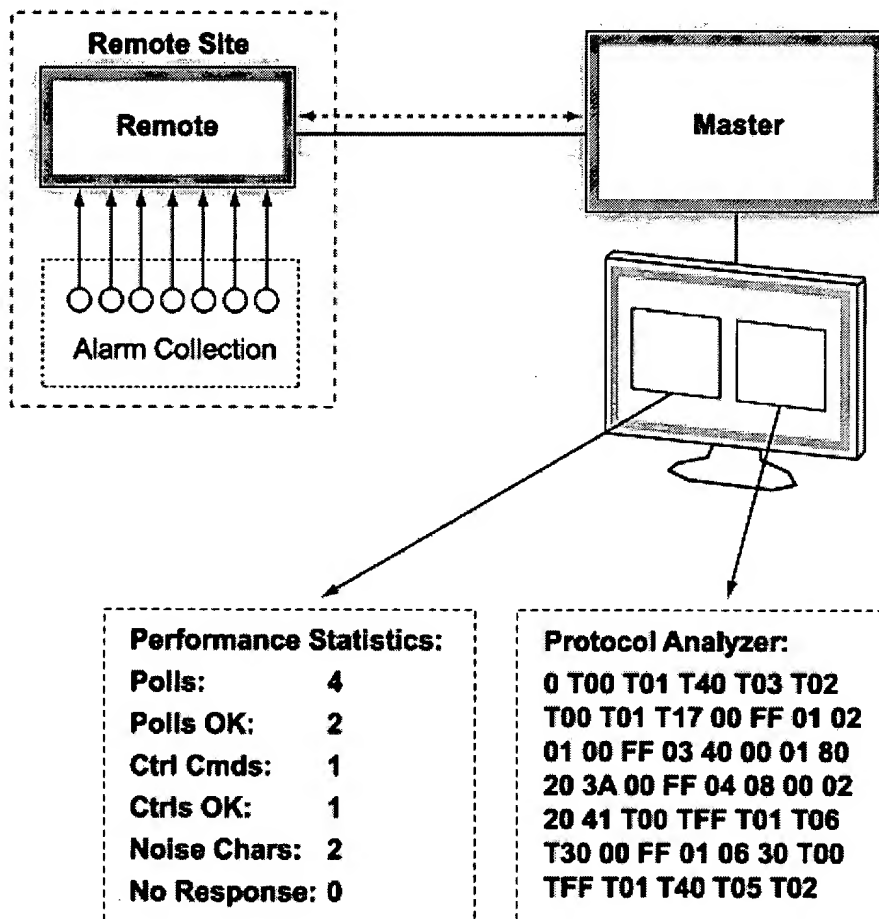 Remote Site
Remote
Master
Alarm Collection
Performance Statistics:
Polls: 4
Polls OK: 2
Ctrl Cmds: 1
Ctrls OK: 1
Noise Chars: 2
No Response: 0
Protocol Analyzer:
0 T00 T01 T40 T03 T02
T00 T01 T17 00 FF 01 02
01 00 FF 03 40 00 01 80
20 3A 00 FF 04 08 00 02
20 41 T00 TFF T01 T06
T30 00 FF 01 06 30 T00
TFF T01 T40 T05 T02